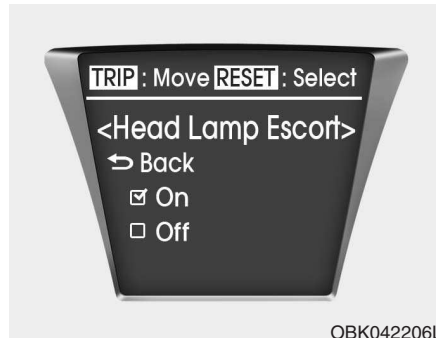 TRIP : Move RESET : Select
<Head Lamp Escort>
Back
On
Off
OBK042206L